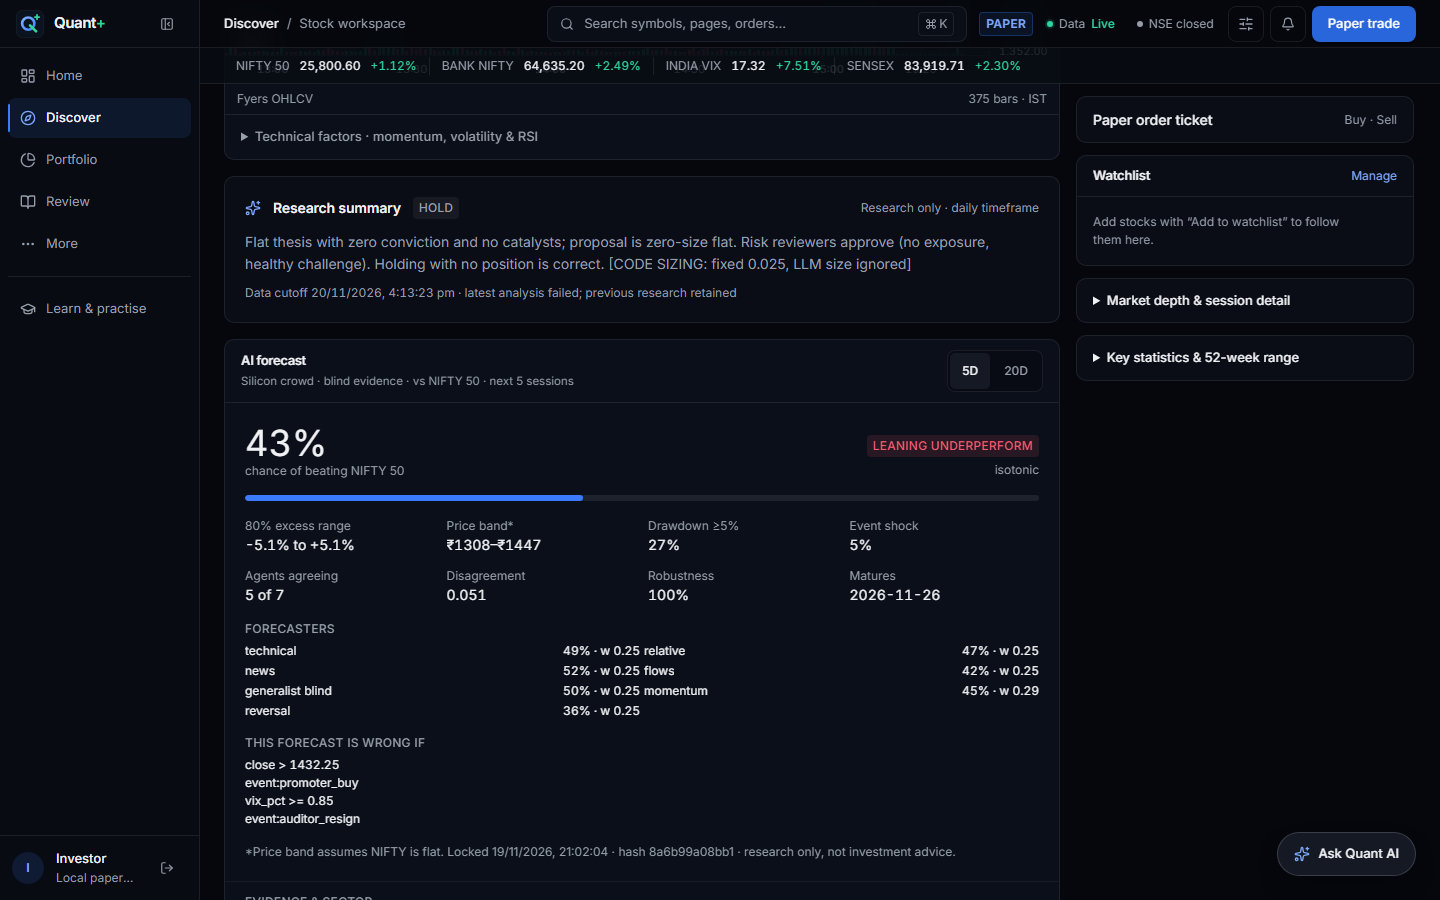 Quant+
Home
Discover
Portfolio
Review
More
Learn & practise
I
Investor
Local paper...
Discover / Stock workspace
Search symbols, pages, orders...
⌘ K
PAPER
Data Live
NSE closed
Paper trade
1 352.00
NIFTY 50 25,800.60 +1.12%
BANK NIFTY 64,635.20 +2.49%
INDIA VIX 17.32 +7.51%
SENSEX 83,919.71 +2.30%
Fyers OHLCV
375 bars · IST
Technical factors · momentum, volatility & RSI
Research summary HOLD
Research only · daily timeframe
Flat thesis with zero conviction and no catalysts; proposal is zero-size flat. Risk reviewers approve (no exposure,
healthy challenge). Holding with no position is correct. [CODE SIZING: fixed 0.025, LLM size ignored]
Data cutoff 20/11/2026, 4:13:23 pm · latest analysis failed; previous research retained
AI forecast
Silicon crowd · blind evidence · vs NIFTY 50 · next 5 sessions
5D 20D
43%
chance of beating NIFTY 50
LEANING UNDERPERFORM
isotonic
80% excess range
-5.1% to +5.1%
Price band*
₹1308–₹1447
Drawdown ≥5%
27%
Event shock
5%
Agents agreeing
5 of 7
Disagreement
0.051
Robustness
100%
Matures
2026-11-26
FORECASTERS
technical 49% · w 0.25 relative 47% · w 0.25
news 52% · w 0.25 flows 42% · w 0.25
generalist blind 50% · w 0.25 momentum 45% · w 0.29
reversal 36% · w 0.25
THIS FORECAST IS WRONG IF
close > 1432.25
event:promoter_buy
vix_pct >= 0.85
event:auditor_resign
*Price band assumes NIFTY is flat. Locked 19/11/2026, 21:02:04 · hash 8a6b99a08bb1 · research only, not investment advice.
EVIDENCE & SECTOR
Paper order ticket
Buy · Sell
Watchlist
Manage
Add stocks with “Add to watchlist” to follow
them here.
Market depth & session detail
Key statistics & 52-week range
Ask Quant AI